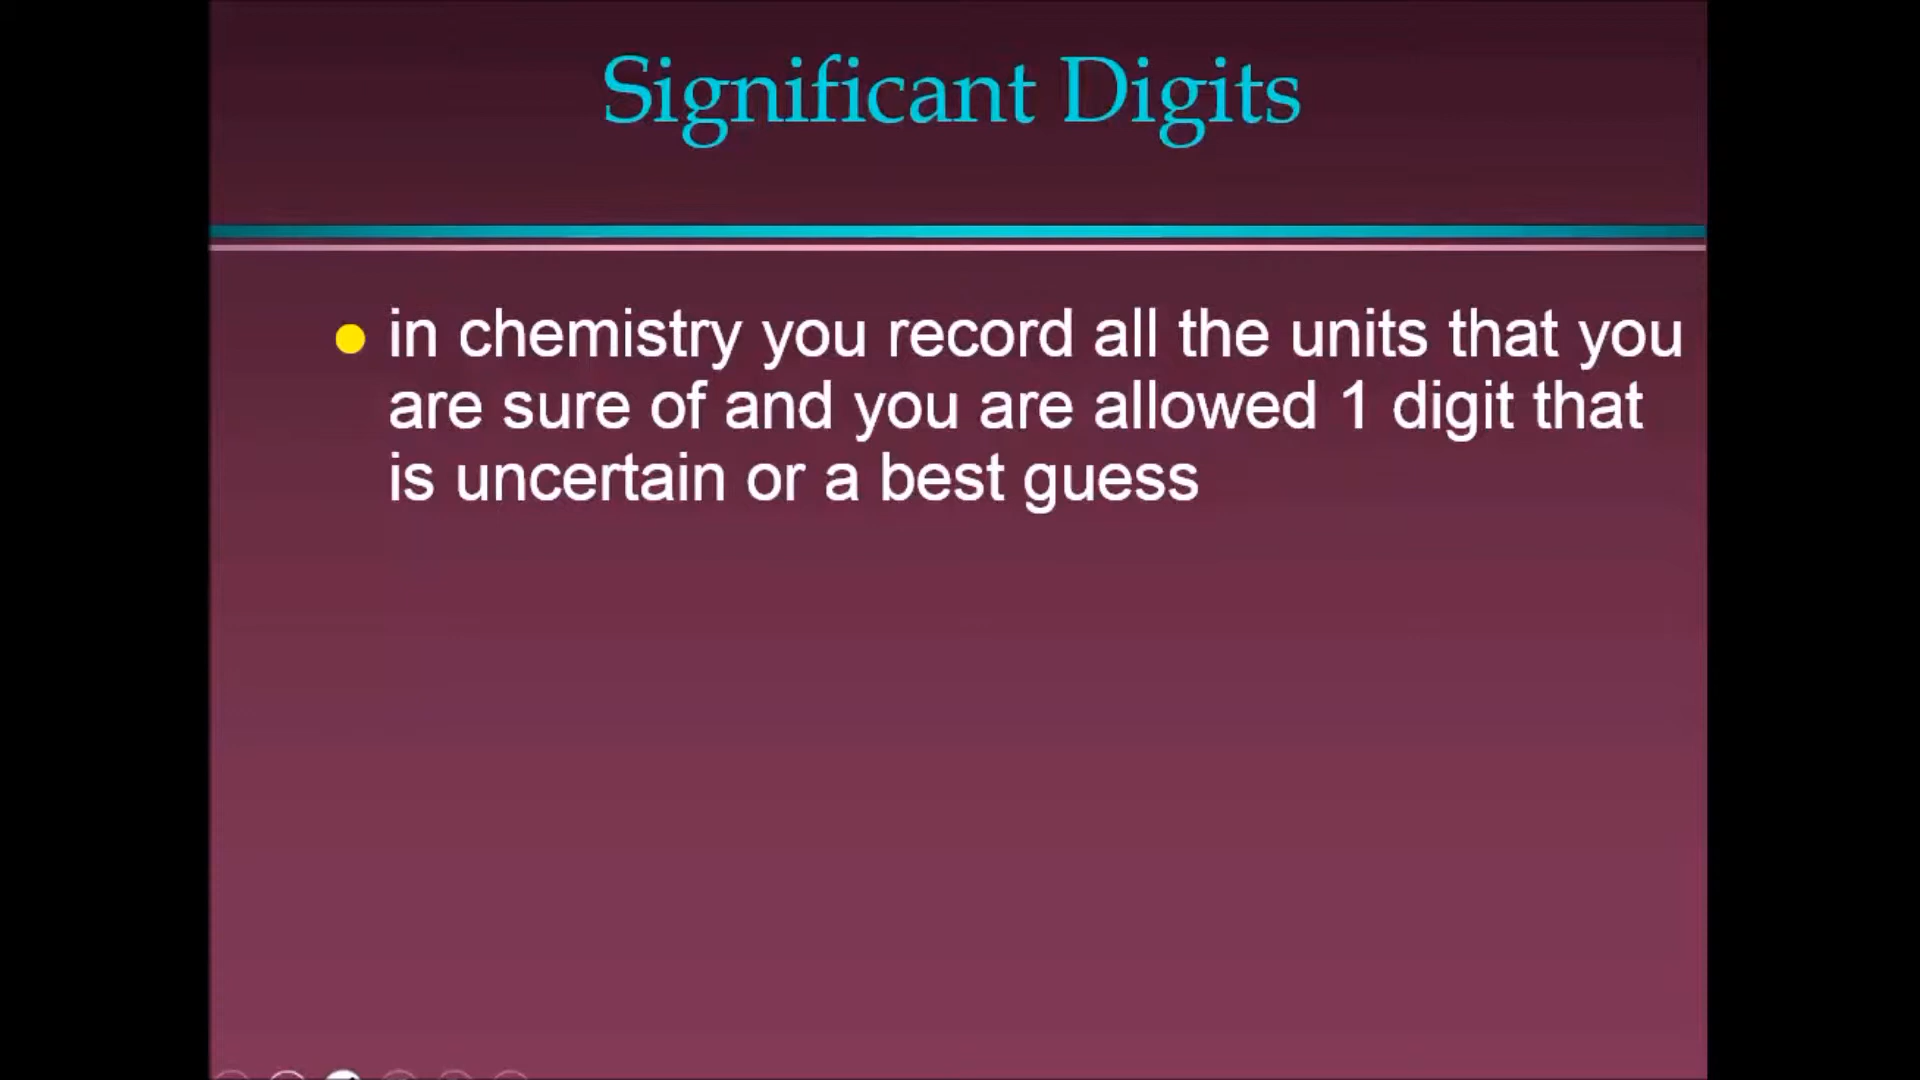 Significant Digits
in chemistry you record all the units that you
are sure of and you are allowed 1 digit that
is uncertain or a best guess